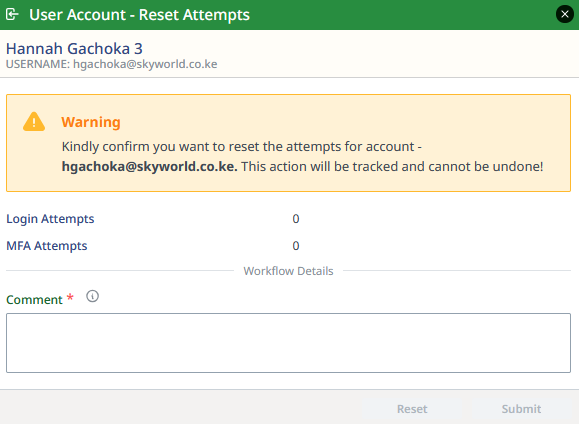 User Account - Reset Attempts
Hannah Gachoka 3
USERNAME: hgachoka@skyworld.co.ke
Warning
Kindly confirm you want to reset the attempts for account -
hgachoka@skyworld.co.ke. This action will be tracked and cannot be undone!
Login Attempts 0
MFA Attempts 0
Workflow Details
Comment *
Reset Submit